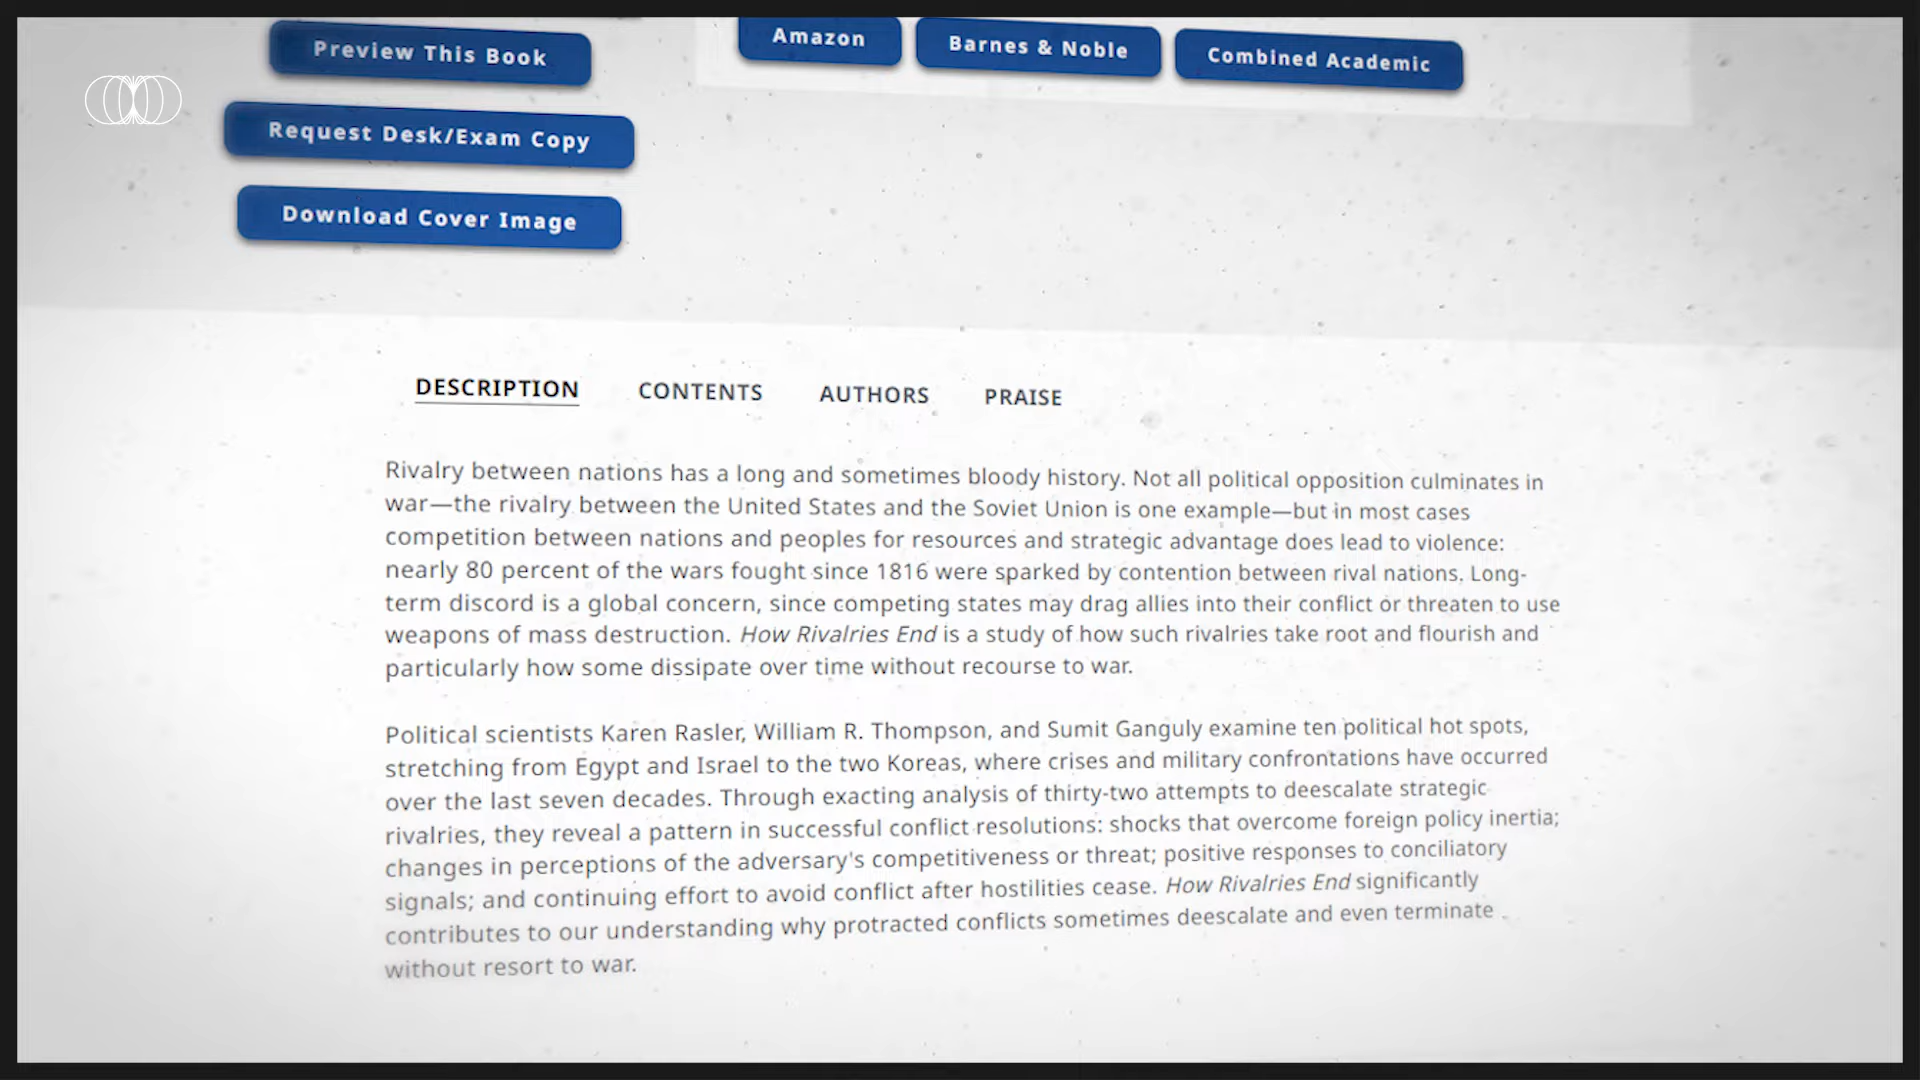 Preview This Book
Amazon
Barnes & Noble
Combined Academic
Request Desk/Exam Copy
Download Cover Image
DESCRIPTION
CONTENTS
AUTHORS
PRAISE
Rivalry between nations has a long and sometimes bloody history. Not all political opposition culminates in
war—the rivalry between the United States and the Soviet Union is one example—but in most cases
competition between nations and peoples for resources and strategic advantage does lead to violence:
nearly 80 percent of the wars fought since 1816 were sparked by contention between rival nations. Long-
term discord is a global concern, since competing states may drag allies into their conflict or threaten to use
weapons of mass destruction. How Rivalries End is a study of how such rivalries take root and flourish and
particularly how some dissipate over time without recourse to war.
Political scientists Karen Rasler, William R. Thompson, and Sumit Ganguly examine ten political hot spots,
stretching from Egypt and Israel to the two Koreas, where crises and military confrontations have occurred
over the last seven decades. Through exacting analysis of thirty-two attempts to deescalate strategic
rivalries, they reveal a pattern in successful conflict resolutions: shocks that overcome foreign policy inertia;
changes in perceptions of the adversary's competitiveness or threat; positive responses to conciliatory
signals; and continuing effort to avoid conflict after hostilities cease. How Rivalries End significantly
contributes to our understanding why protracted conflicts sometimes deescalate and even terminate
without resort to war.